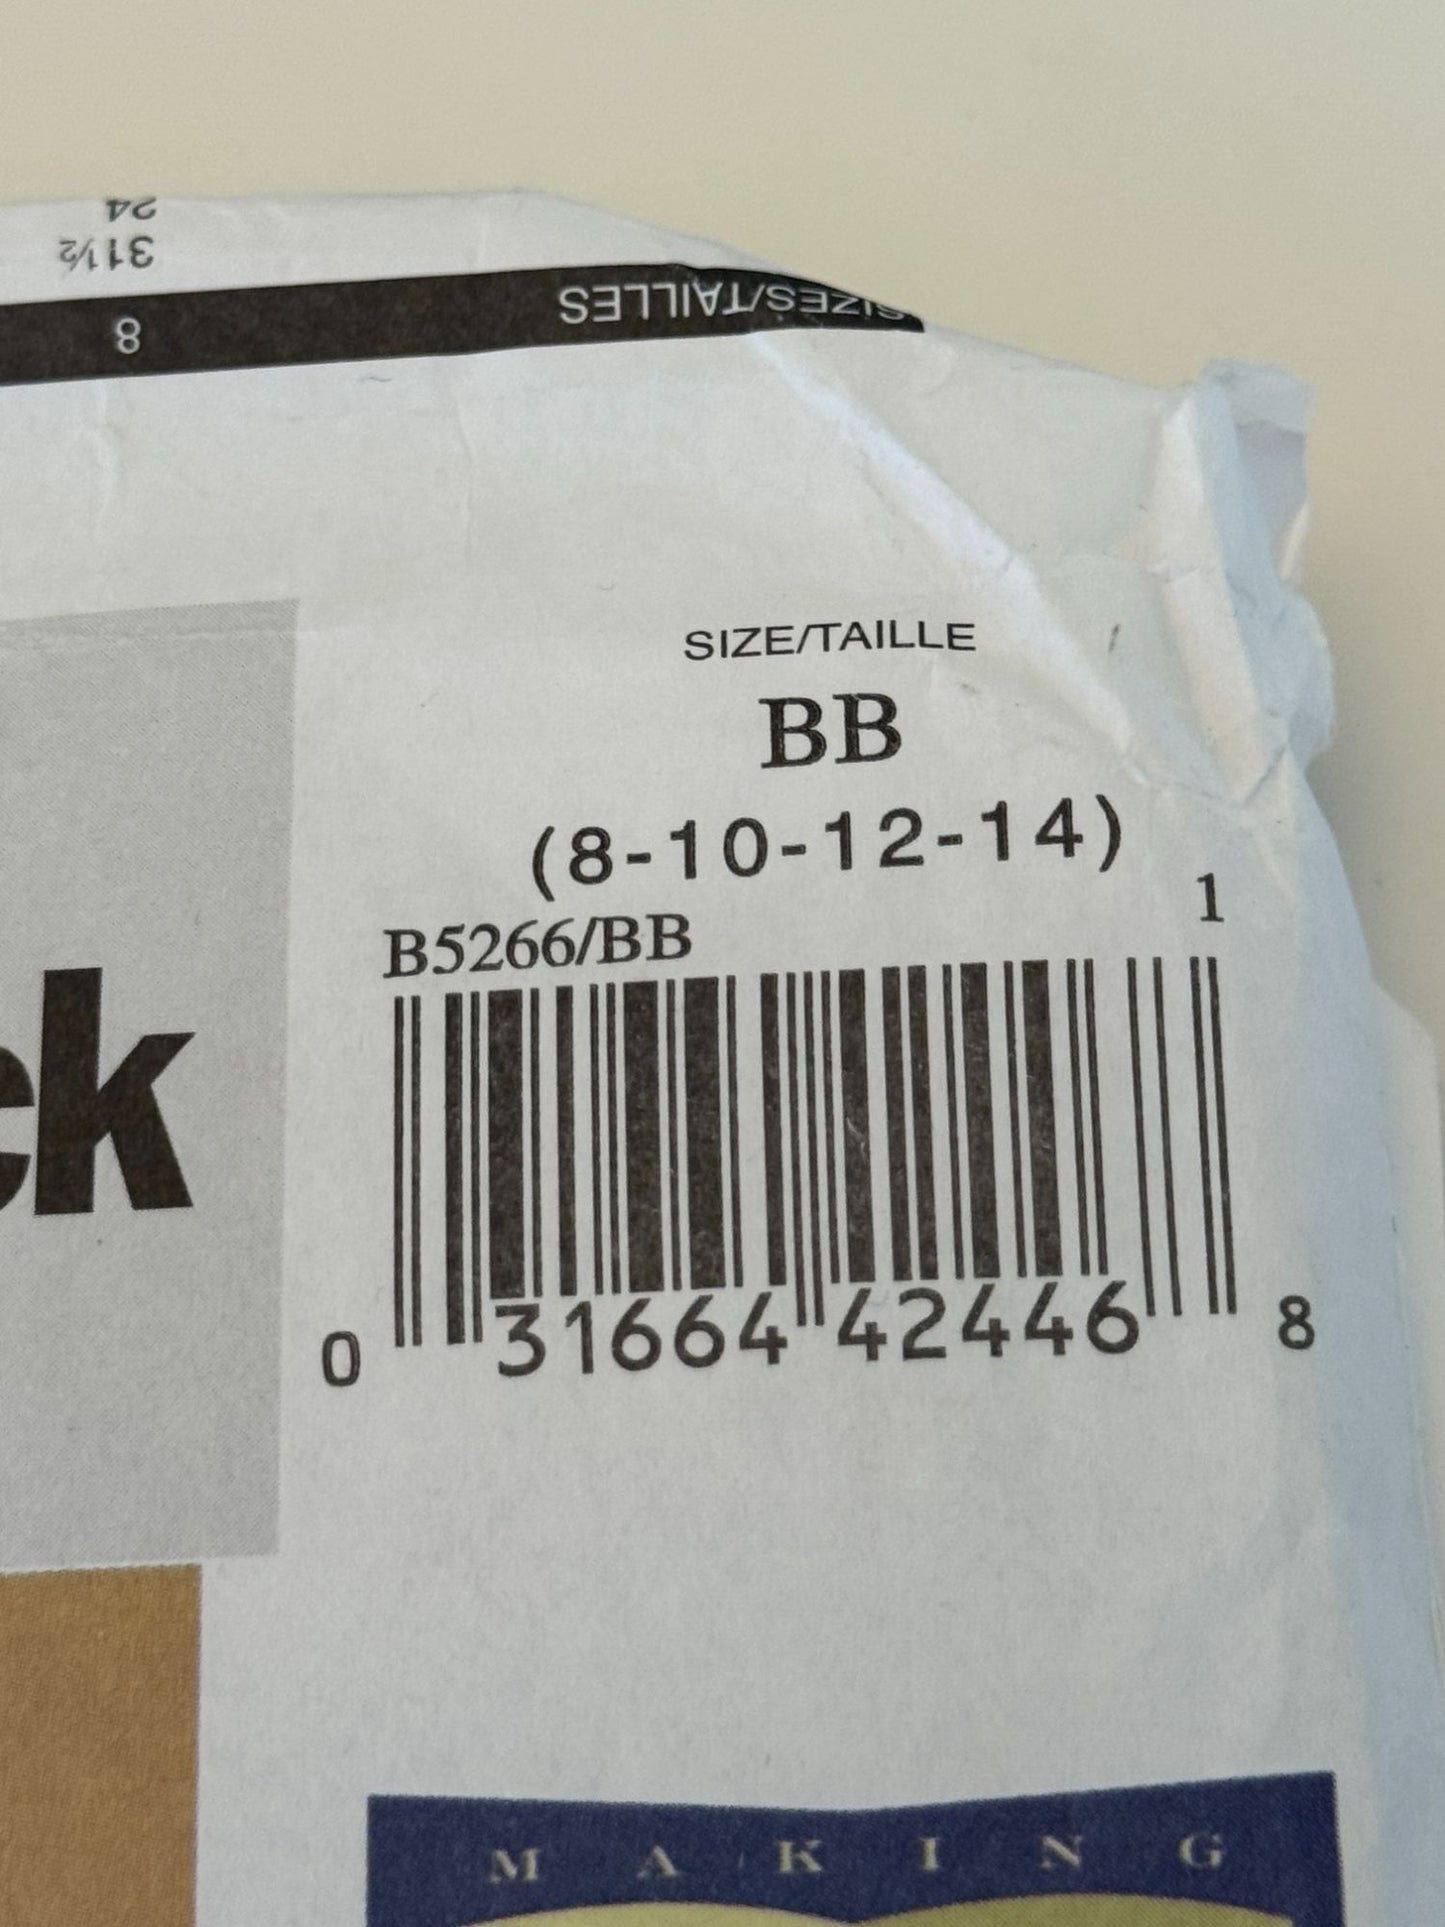 24
31½
8 SIZES/TAILLES
SIZE/TAILLE
BB
(8-10-12-14)
B5266/BB 1
ck
0 31664 42446 8
MAKING